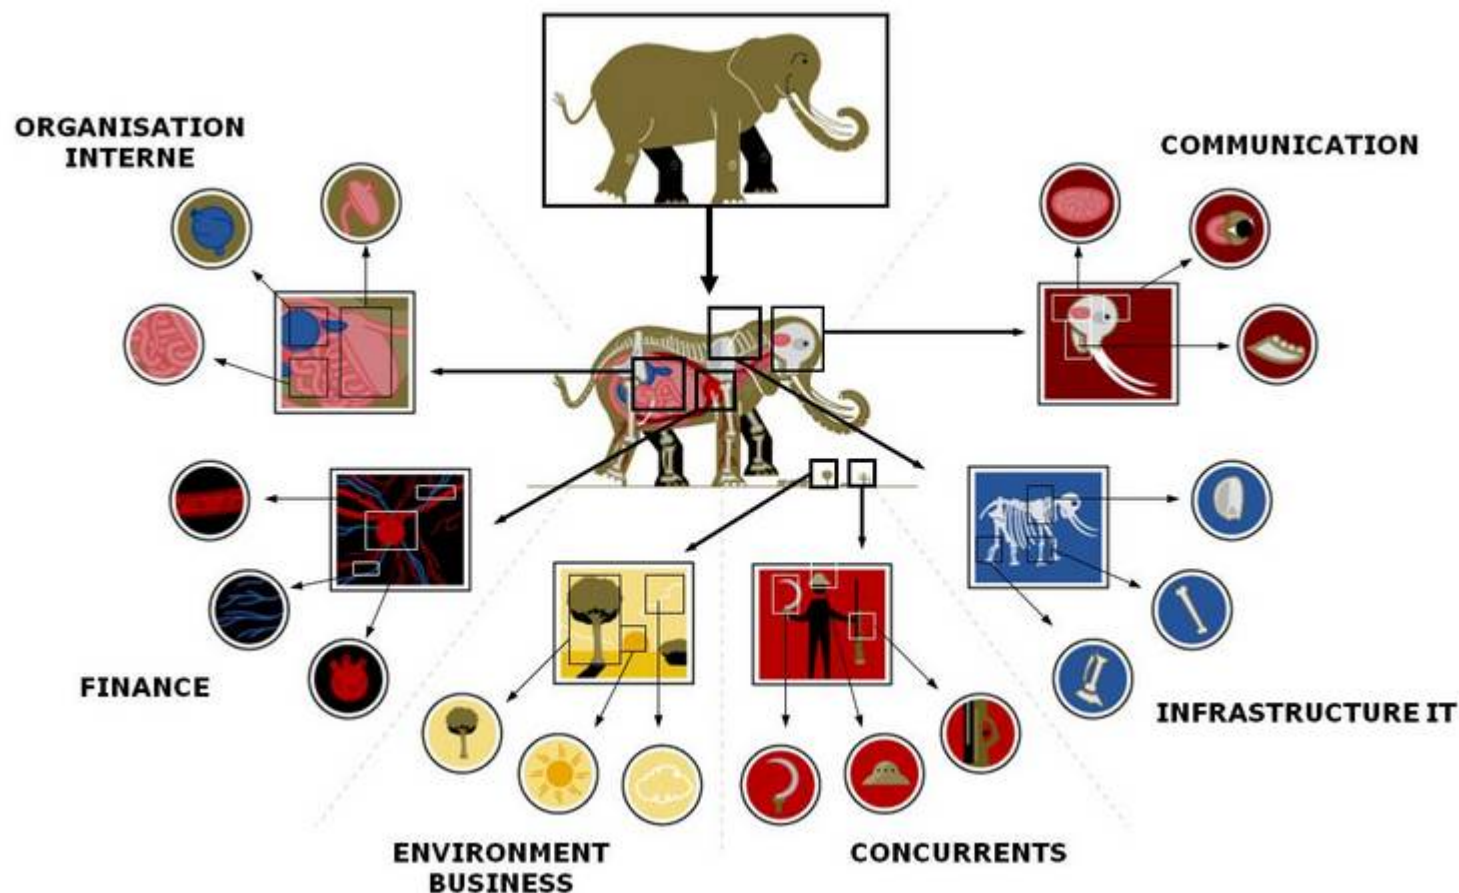 ORGANISATION
INTERNE
COMMUNICATION
FINANCE
INFRASTRUCTURE IT
ENVIRONMENT
BUSINESS
CONCURRENTS